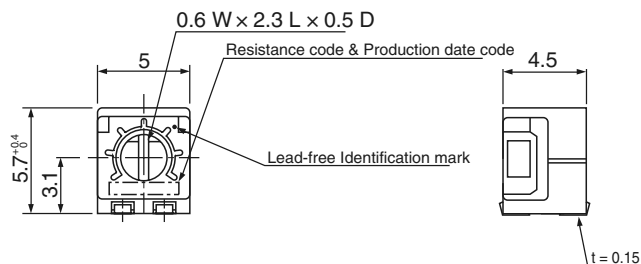 0.6 W × 2.3 L × 0.5 D
Resistance code & Production date code
5
4.5
5.7 +0.4 0
3.1
Lead-free Identification mark
t = 0.15